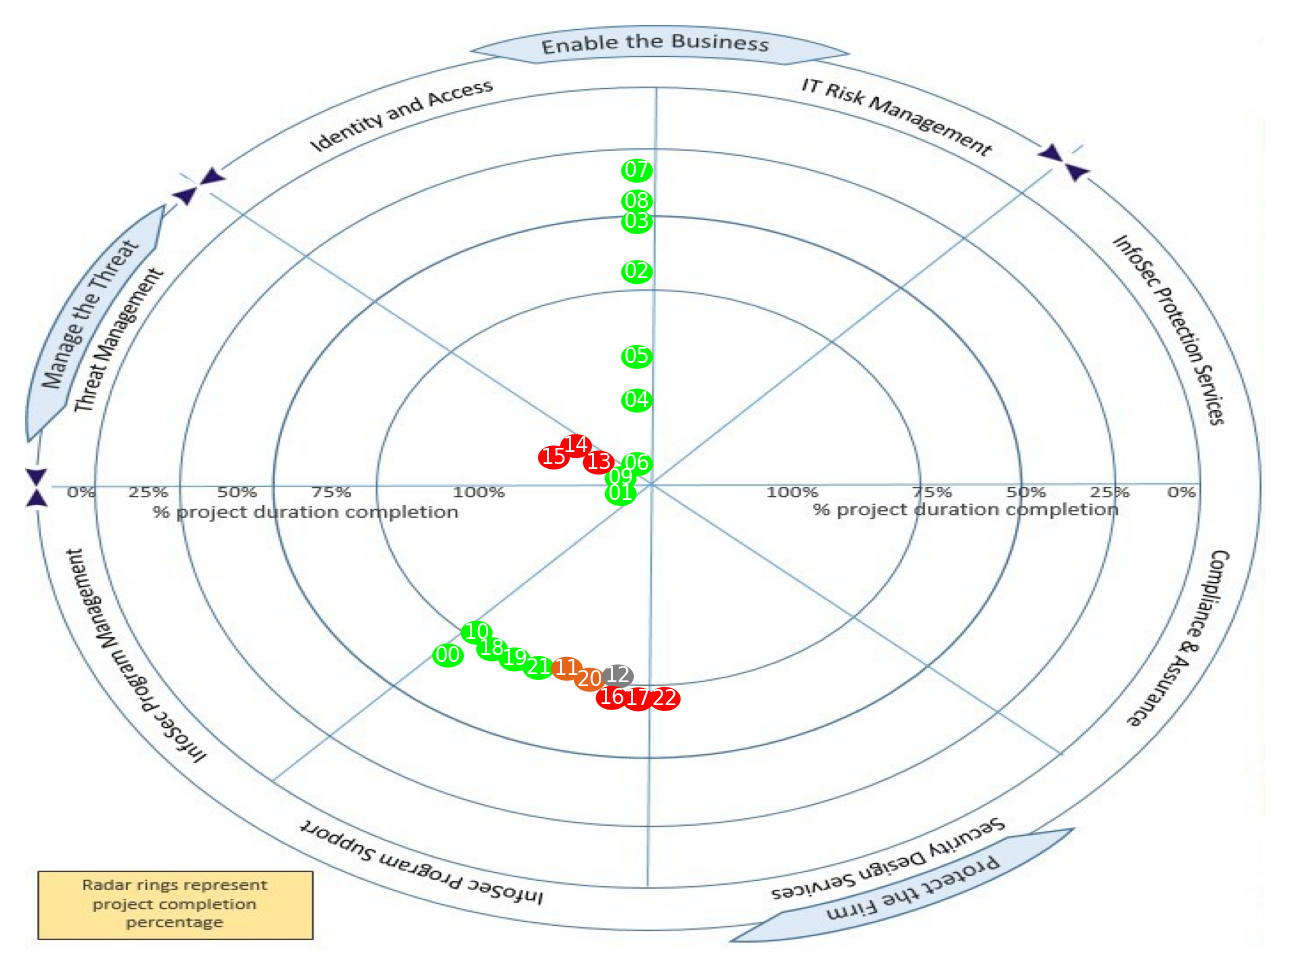 Enable the Business
Identity and Access
IT Risk Management
Manage the Threat
Threat Management
InfoSec Protection Services
07
08
03
02
05
04
14
15
13
06
09
01
0%
25%
50%
75%
100%
100%
75%
50%
25%
0%
% project duration completion
% project duration completion
10
00
18
19
21
11
20
12
16
17
22
InfoSec Program Management
Compliance & Assurance
InfoSec Program Support
Security Design Services
Protect the Firm
Radar rings represent
project completion
percentage